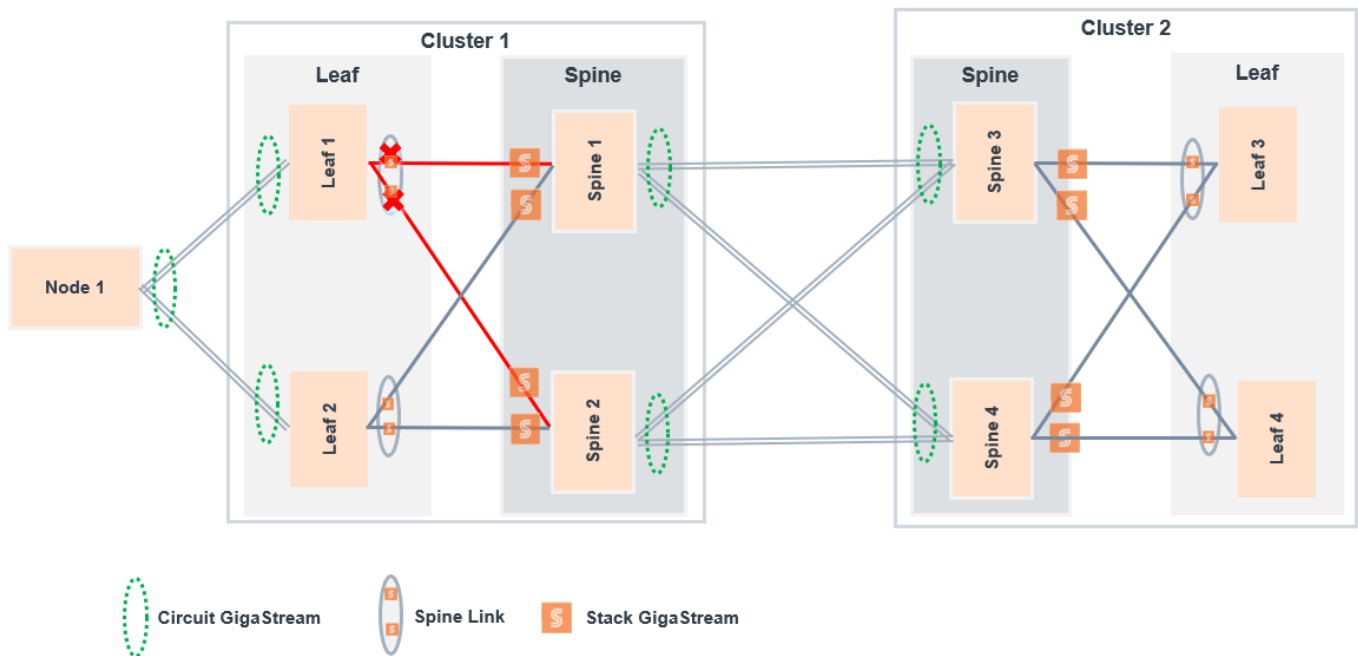 Cluster 1
Cluster 2
Leaf
Spine
Spine
Leaf
Leaf 1
Spine 1
Spine 3
Leaf 3
Node 1
Leaf 2
Spine 2
Spine 4
Leaf 4
Circuit GigaStream
Spine Link
Stack GigaStream